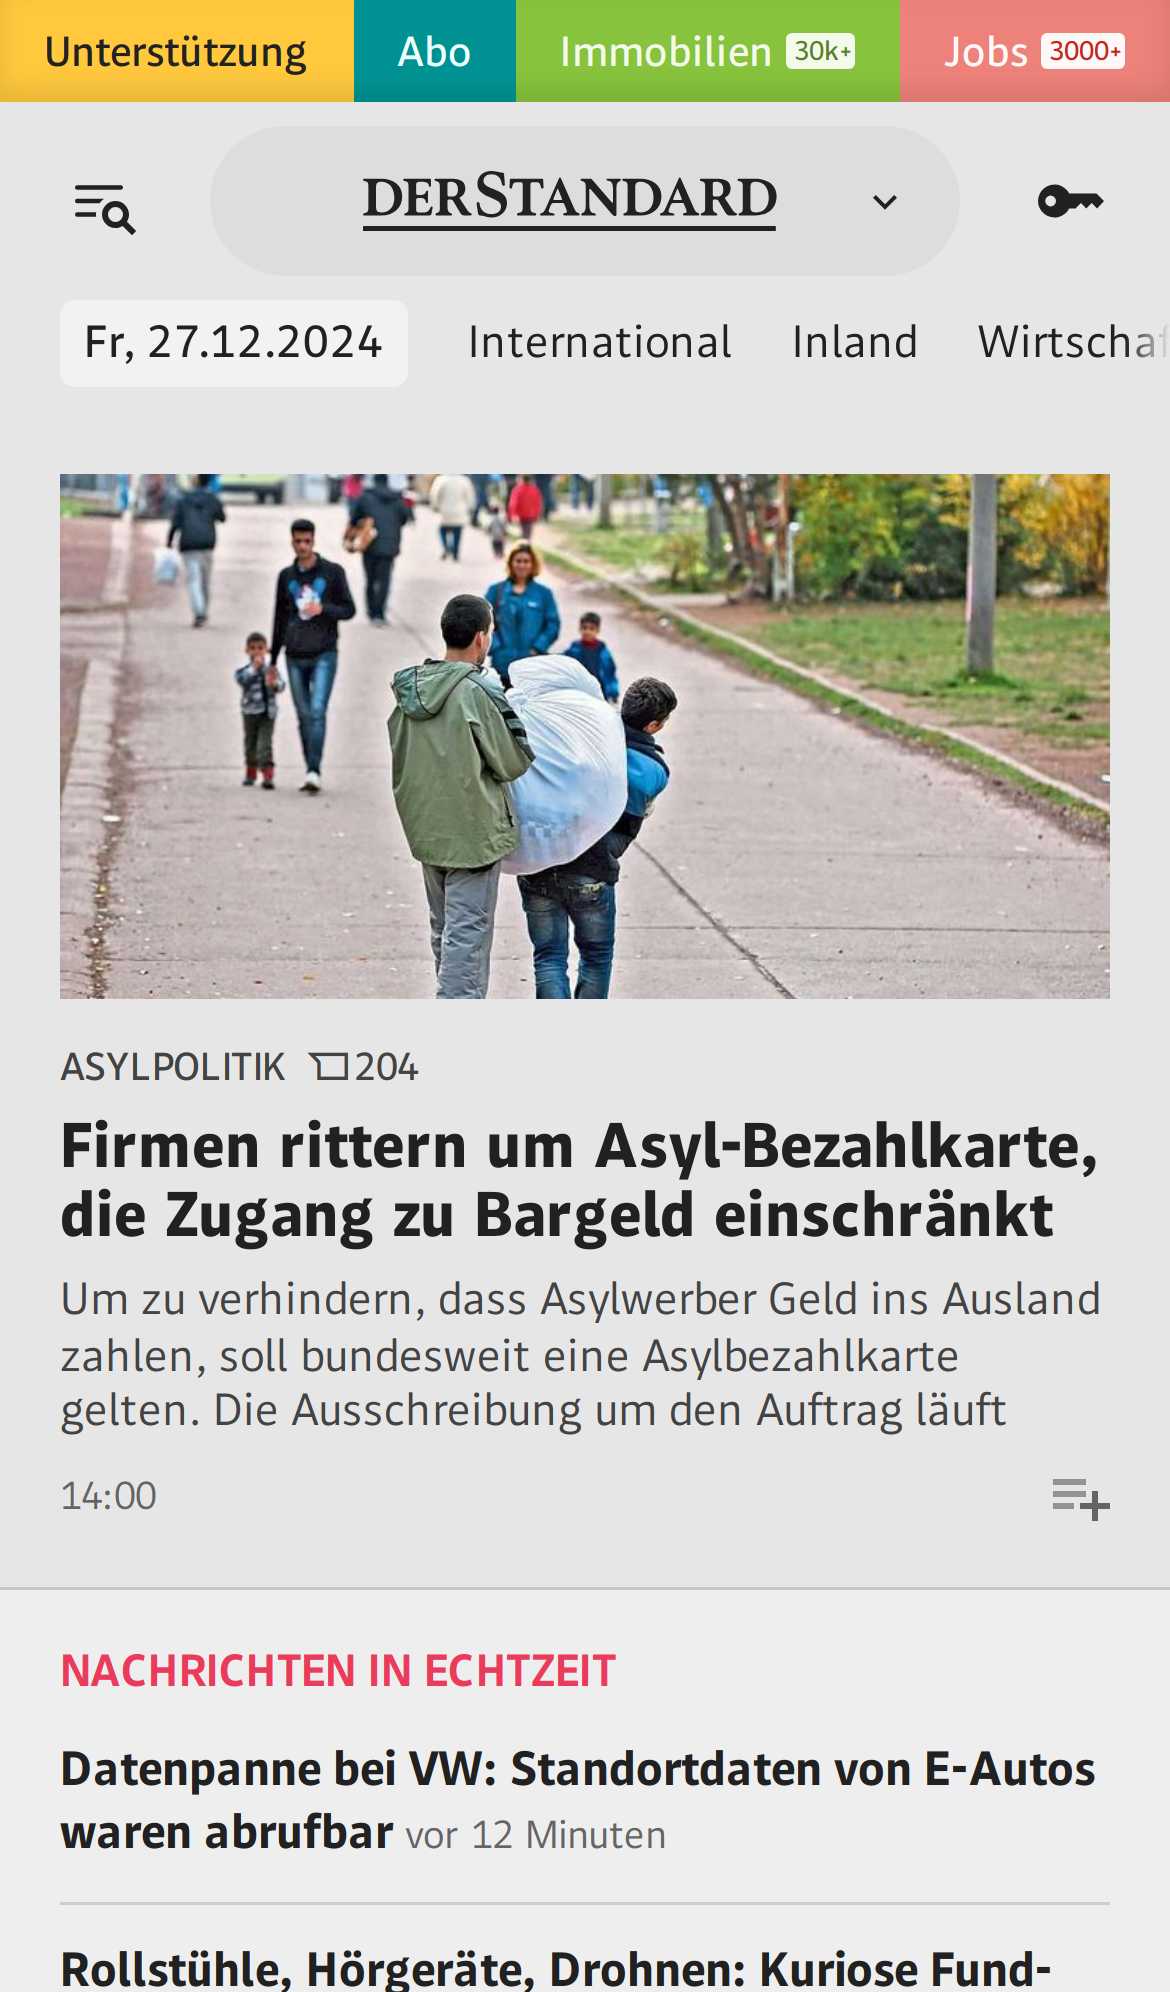 Unterstützung Abo Immobilien 30k+ Jobs 3000+
DERSTANDARD
Fr, 27.12.2024 International Inland Wirtschaf
ASYLPOLITIK 204
Firmen rittern um Asyl-Bezahlkarte,
die Zugang zu Bargeld einschränkt
Um zu verhindern, dass Asylwerber Geld ins Ausland
zahlen, soll bundesweit eine Asylbezahlkarte
gelten. Die Ausschreibung um den Auftrag läuft
14:00
NACHRICHTEN IN ECHTZEIT
Datenpanne bei VW: Standortdaten von E-Autos
waren abrufbar vor 12 Minuten
Rollstühle, Hörgeräte, Drohnen: Kuriose Fund-